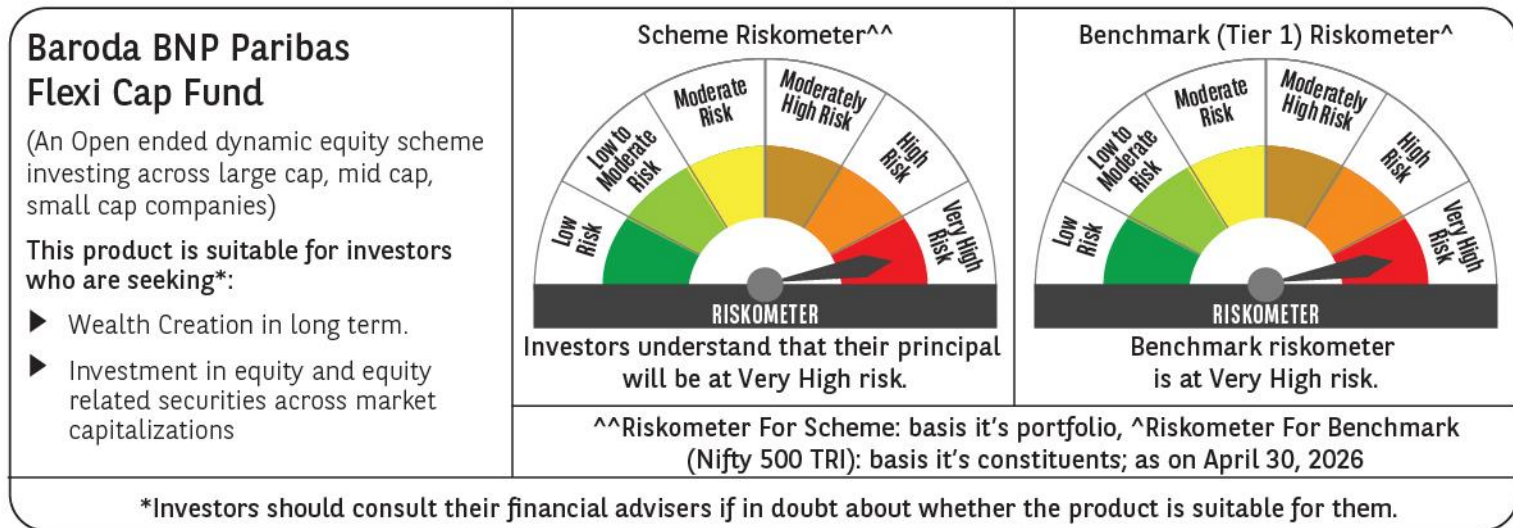 Baroda BNP Paribas
Flexi Cap Fund
(An Open ended dynamic equity scheme
investing across large cap, mid cap,
small cap companies)
This product is suitable for investors
who are seeking*:
▶ Wealth Creation in long term.
▶ Investment in equity and equity
related securities across market
capitalizations
Scheme Riskometer^^
Low
Risk
Low to
Moderate
Risk
Moderate
Risk
Moderately
High Risk
High
Risk
Very High
Risk
RISKOMETER
Investors understand that their principal
will be at Very High risk.
Benchmark (Tier 1) Riskometer^
Low
Risk
Low to
Moderate
Risk
Moderate
Risk
Moderately
High Risk
High
Risk
Very High
Risk
RISKOMETER
Benchmark riskometer
is at Very High risk.
^^Riskometer For Scheme: basis it's portfolio, ^Riskometer For Benchmark
(Nifty 500 TRI): basis it's constituents; as on April 30, 2026
*Investors should consult their financial advisers if in doubt about whether the product is suitable for them.